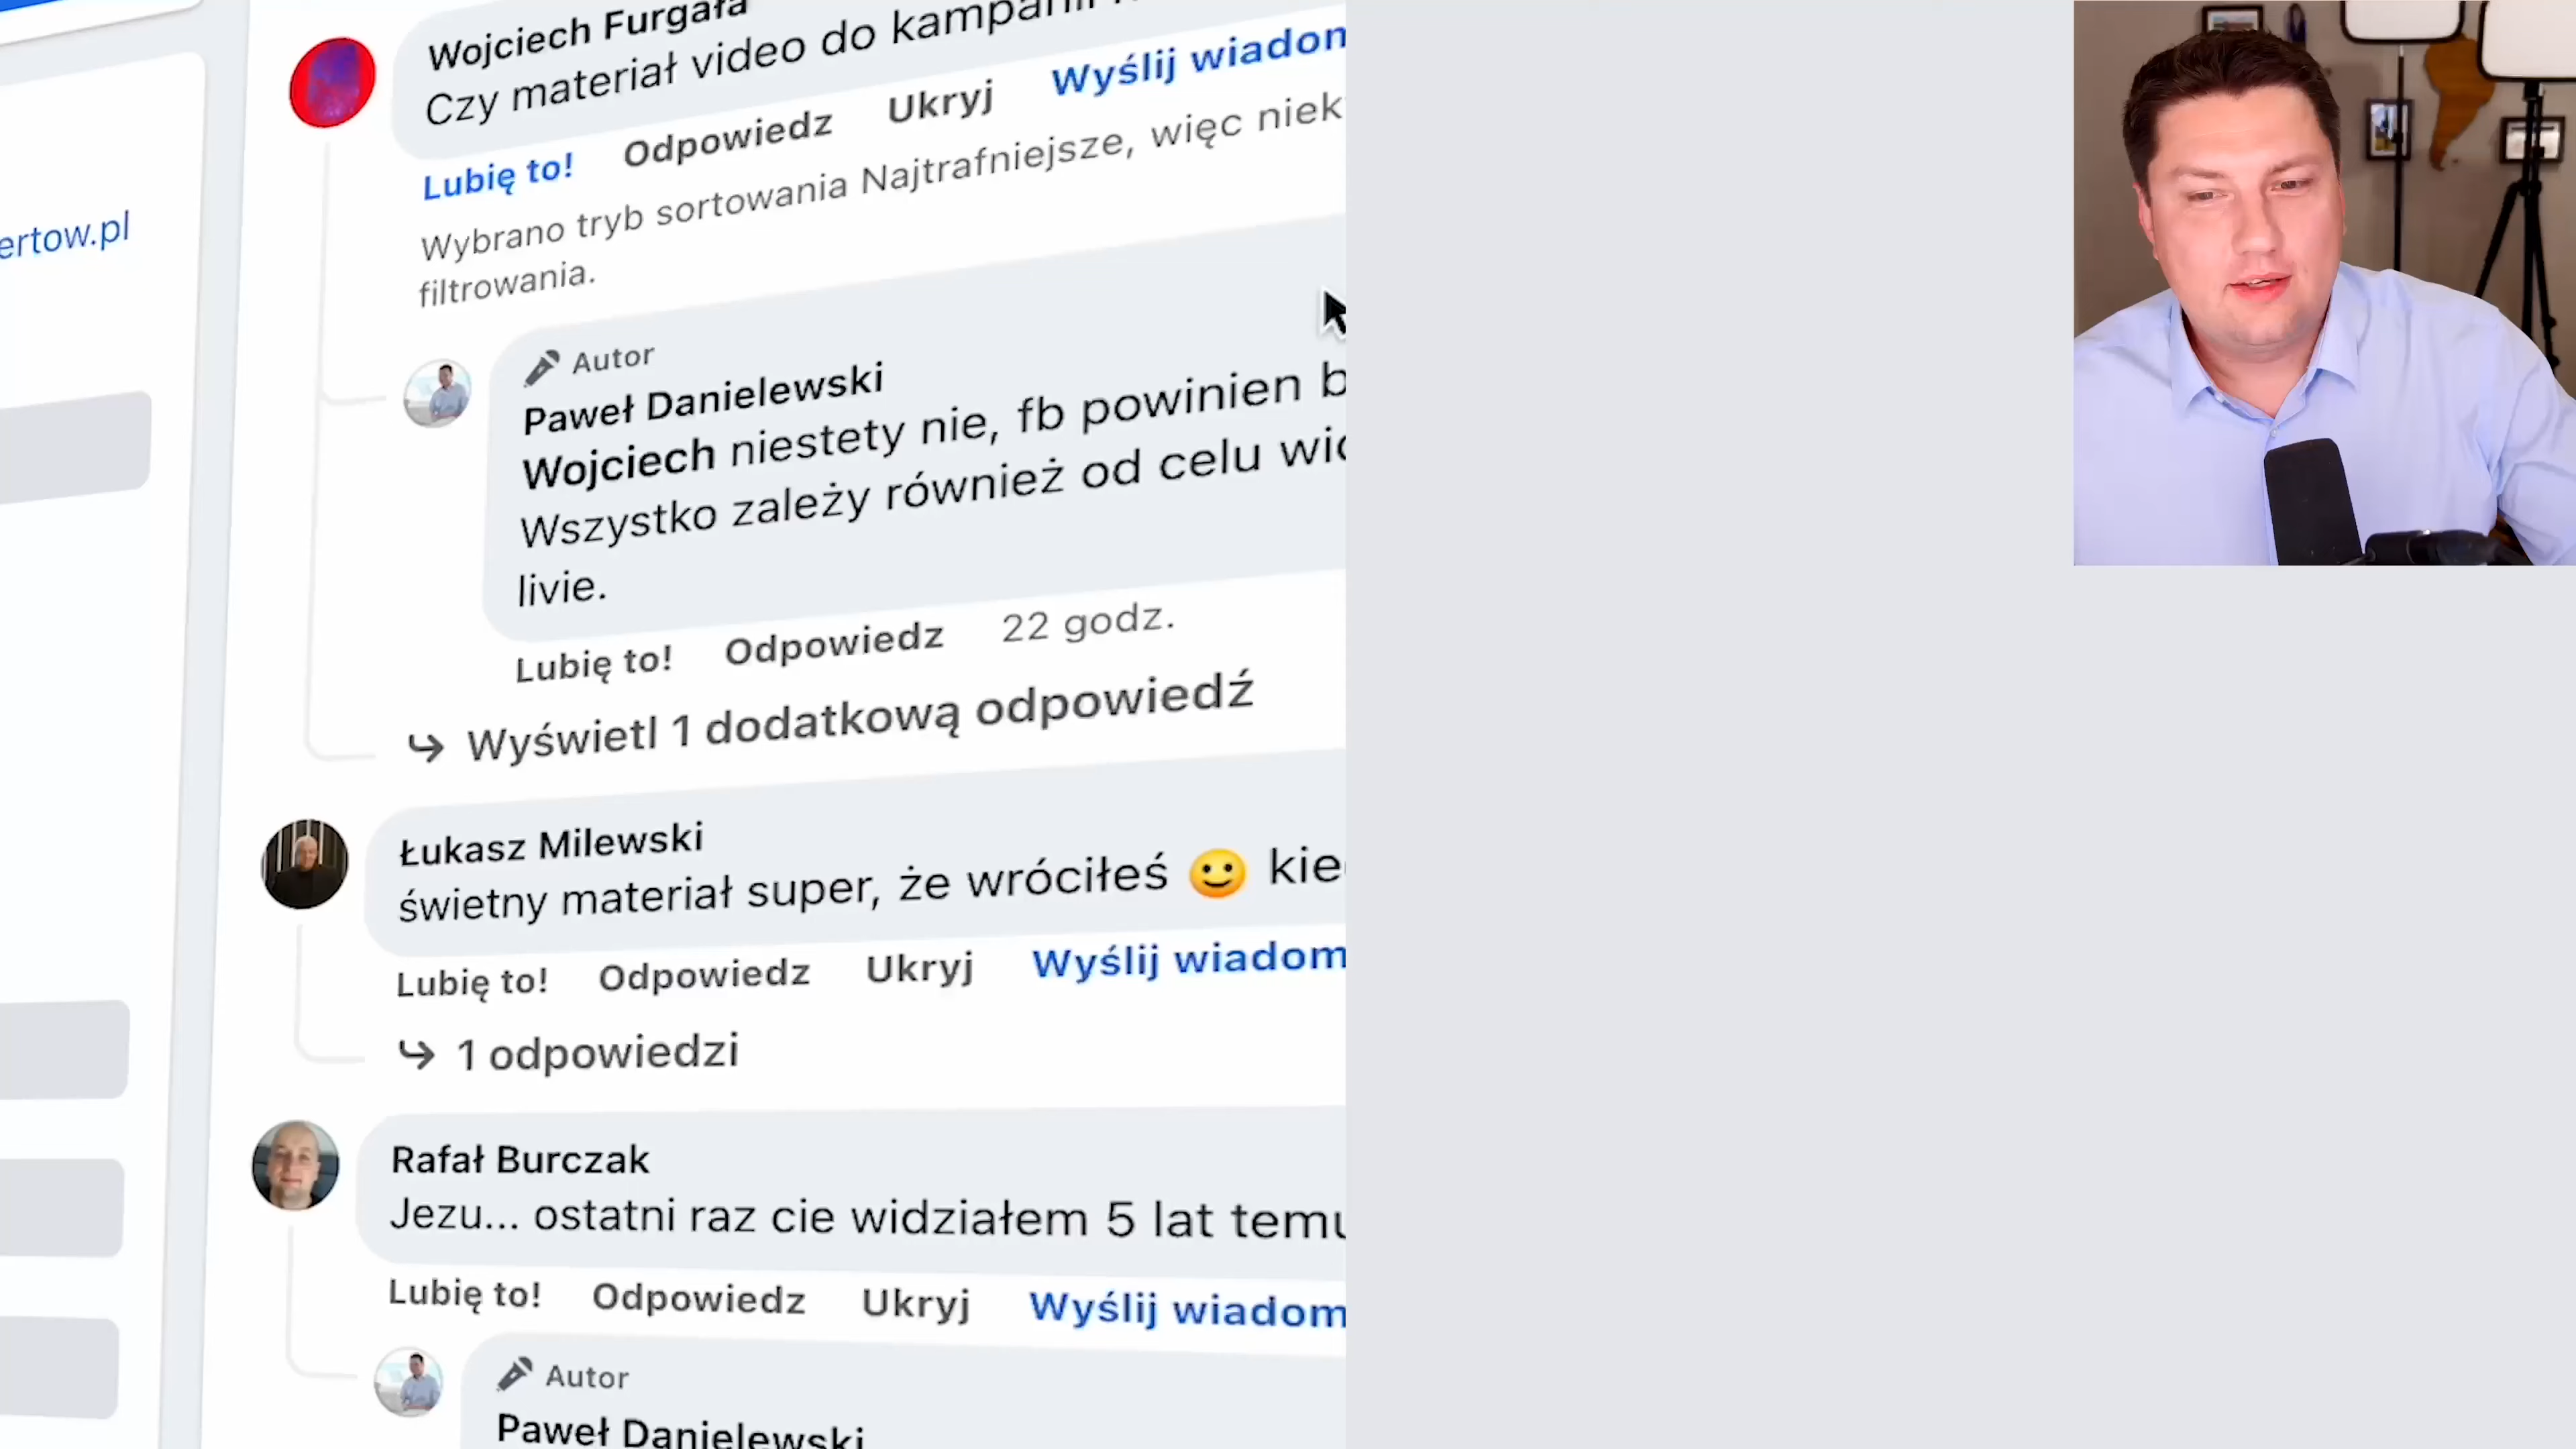 ertow.pl
Wojciech Furgała
Czy materiał video do kampanii
Lubię to! Odpowiedz Ukryj Wyślij wiadom
Wybrano tryb sortowania Najtrafniejsze, więc niek
filtrowania.
Autor
Paweł Danielewski
Wojciech niestety nie, fb powinien b
Wszystko zależy również od celu wid
livie.
Lubię to! Odpowiedz 22 godz.
Wyświetl 1 dodatkową odpowiedź
Łukasz Milewski
świetny materiał super, że wróciłeś 🙂 kie
Lubię to! Odpowiedz Ukryj Wyślij wiadom
1 odpowiedzi
Rafał Burczak
Jezu... ostatni raz cie widziałem 5 lat temu
Lubię to! Odpowiedz Ukryj Wyślij wiadom
Autor
Paweł Danielewski